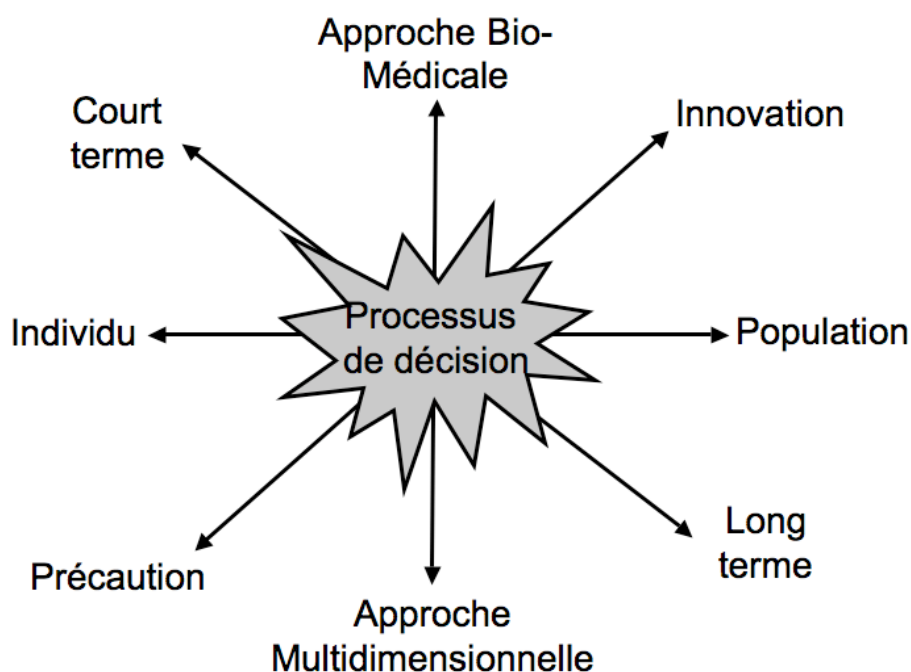 Approche Bio-
Médicale
Court
terme
Innovation
Processus
de décision
Individu
Population
Précaution
Long
terme
Approche
Multidimensionnelle